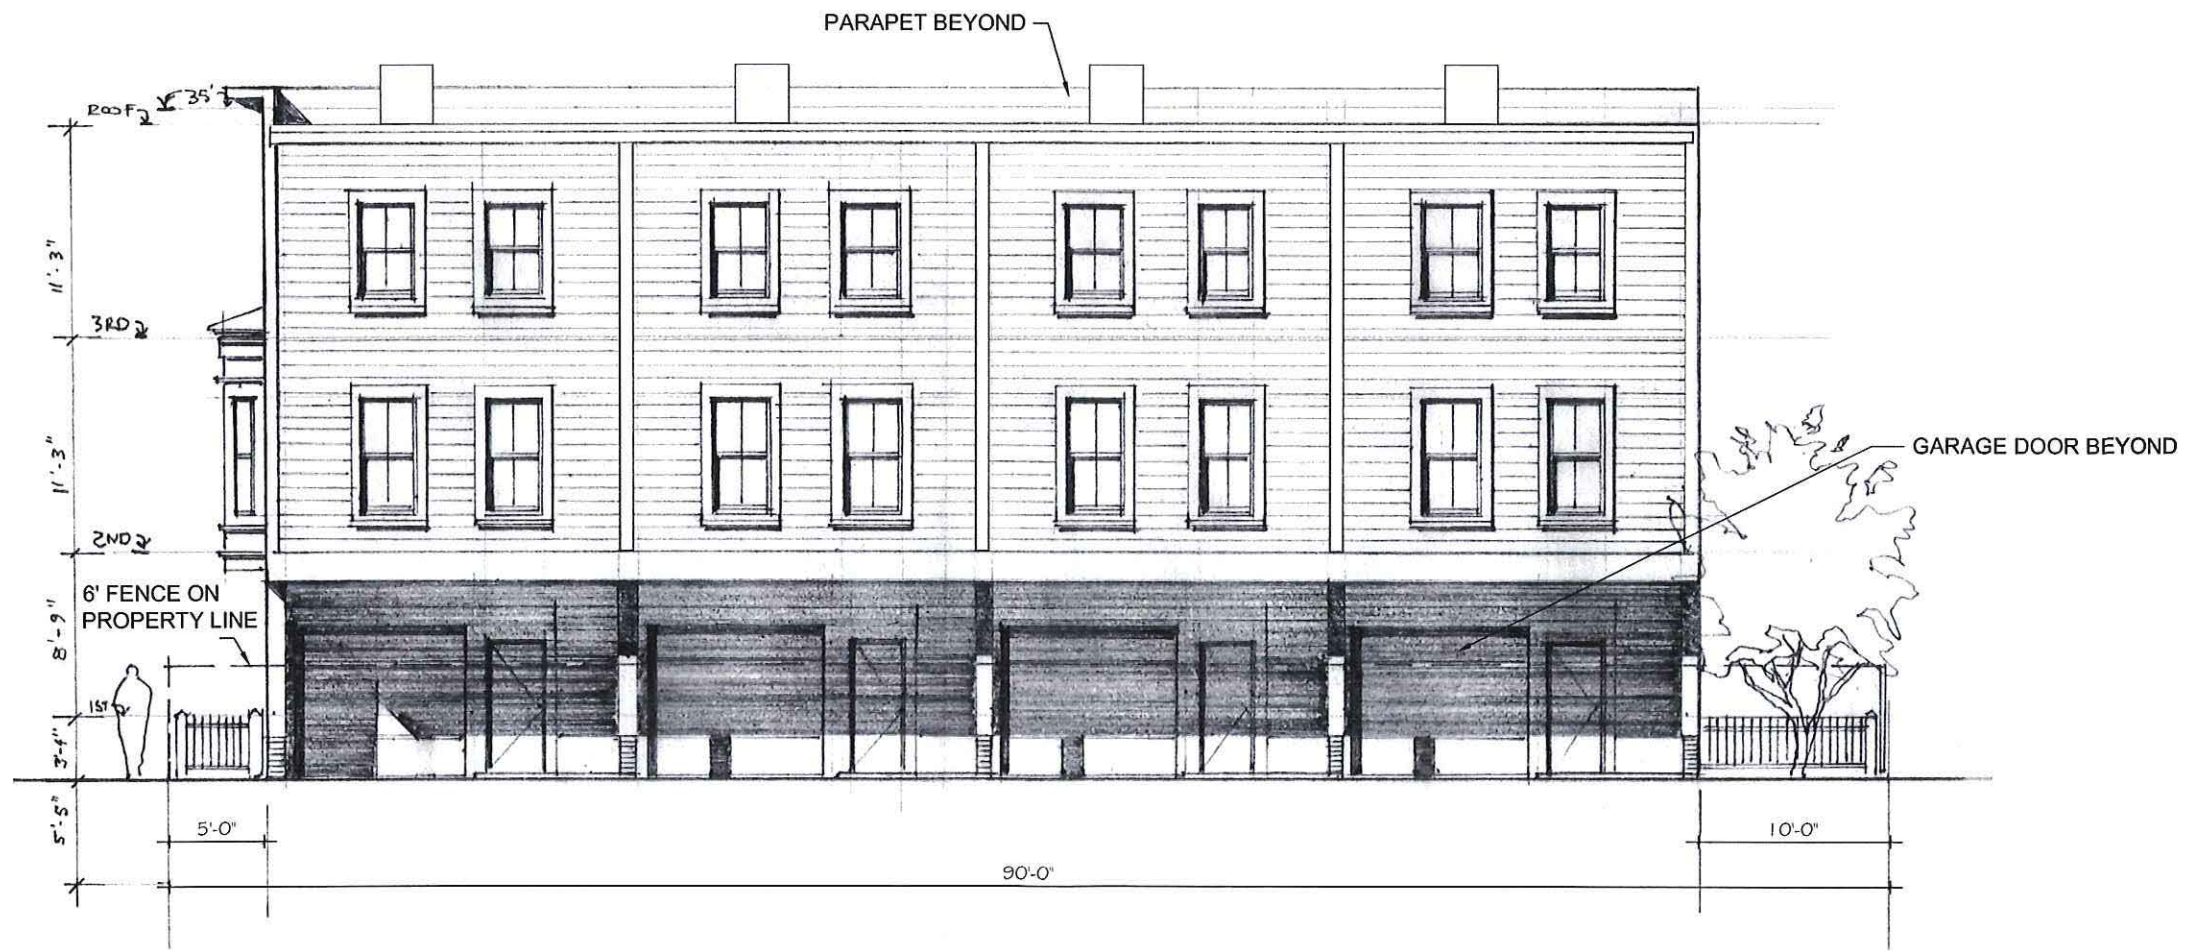 PARAPET BEYOND
ROOF
35'
11'-3"
3RD
GARAGE DOOR BEYOND
11'-3"
2ND
6' FENCE ON
PROPERTY LINE
8'-9"
1ST
3'-4"
5'-5"
5'-0"
10'-0"
90'-0"